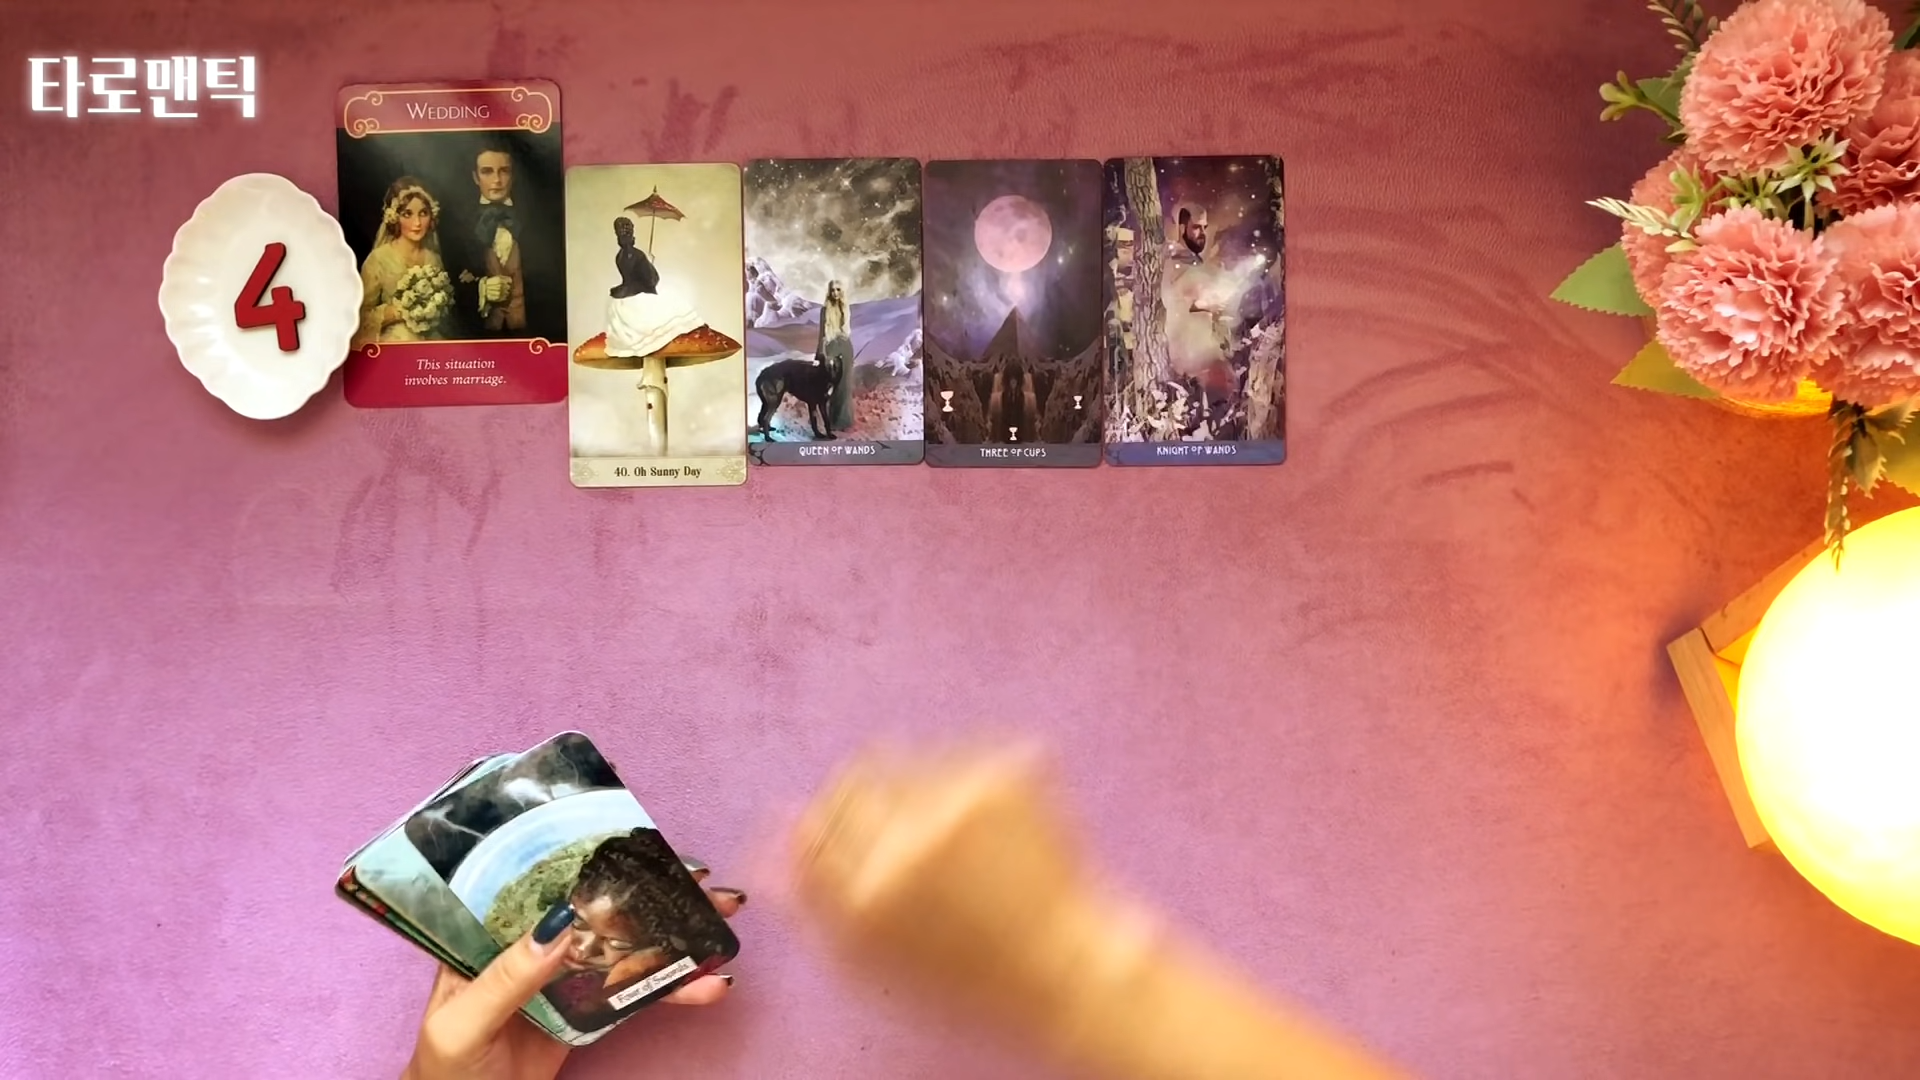 타로맨틱
WEDDING
4
This situation
involves marriage.
40. Oh Sunny Day
QUEEN OF WANDS
THREE OF CUPS
KNIGHT OF WANDS
Four of Swords